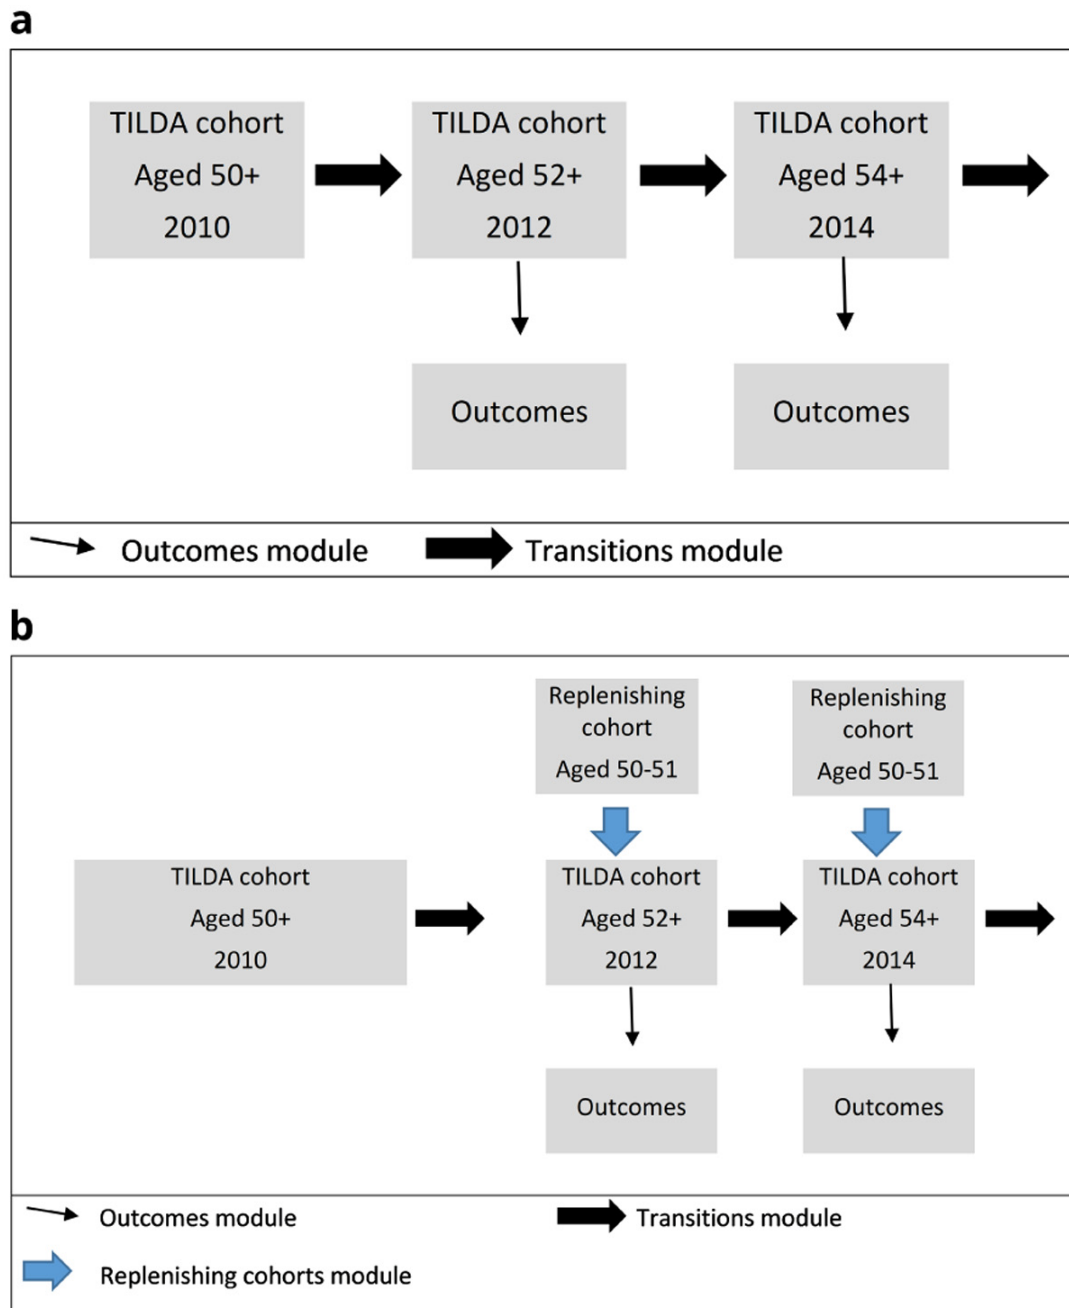 a
TILDA cohort
Aged 50+
2010
TILDA cohort
Aged 52+
2012
TILDA cohort
Aged 54+
2014
Outcomes
Outcomes
Outcomes module
Transitions module
b
Replenishing
cohort
Aged 50-51
Replenishing
cohort
Aged 50-51
TILDA cohort
Aged 50+
2010
TILDA cohort
Aged 52+
2012
TILDA cohort
Aged 54+
2014
Outcomes
Outcomes
Outcomes module
Transitions module
Replenishing cohorts module